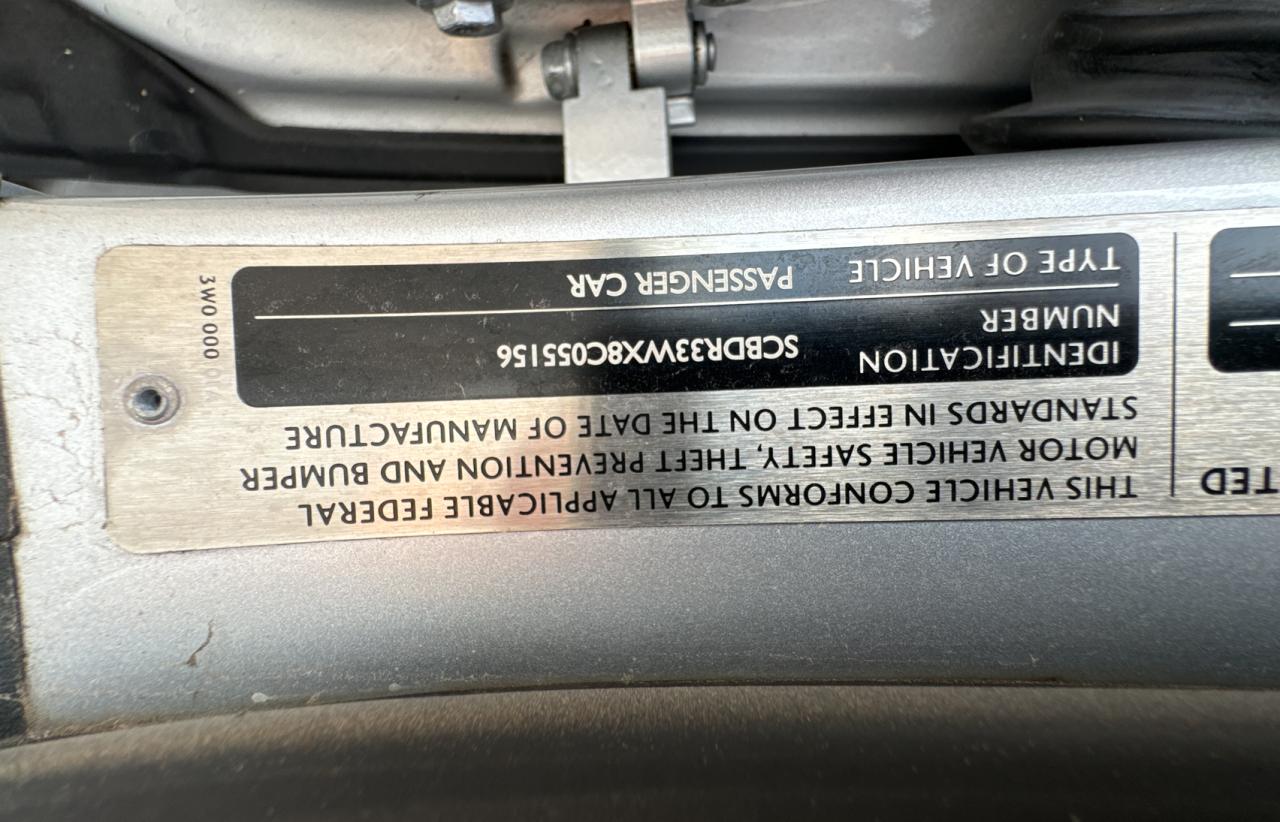 THIS VEHICLE CONFORMS TO ALL APPLICABLE FEDERAL
MOTOR VEHICLE SAFETY, THEFT PREVENTION AND BUMPER
STANDARDS IN EFFECT ON THE DATE OF MANUFACTURE
IDENTIFICATION
NUMBER SCBDR33WX8C055156
TYPE OF VEHICLE PASSENGER CAR
3W0 000
TED